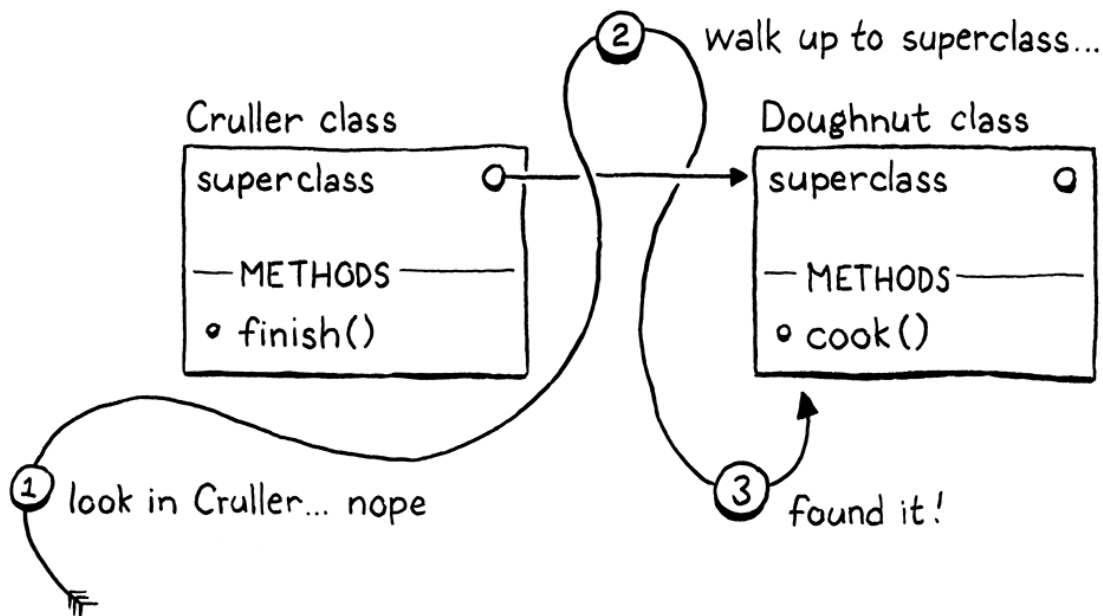 2
walk up to superclass...
Cruller class
superclass
METHODS
finish()
Doughnut class
superclass
METHODS
cook()
1
look in Cruller... nope
3
found it!